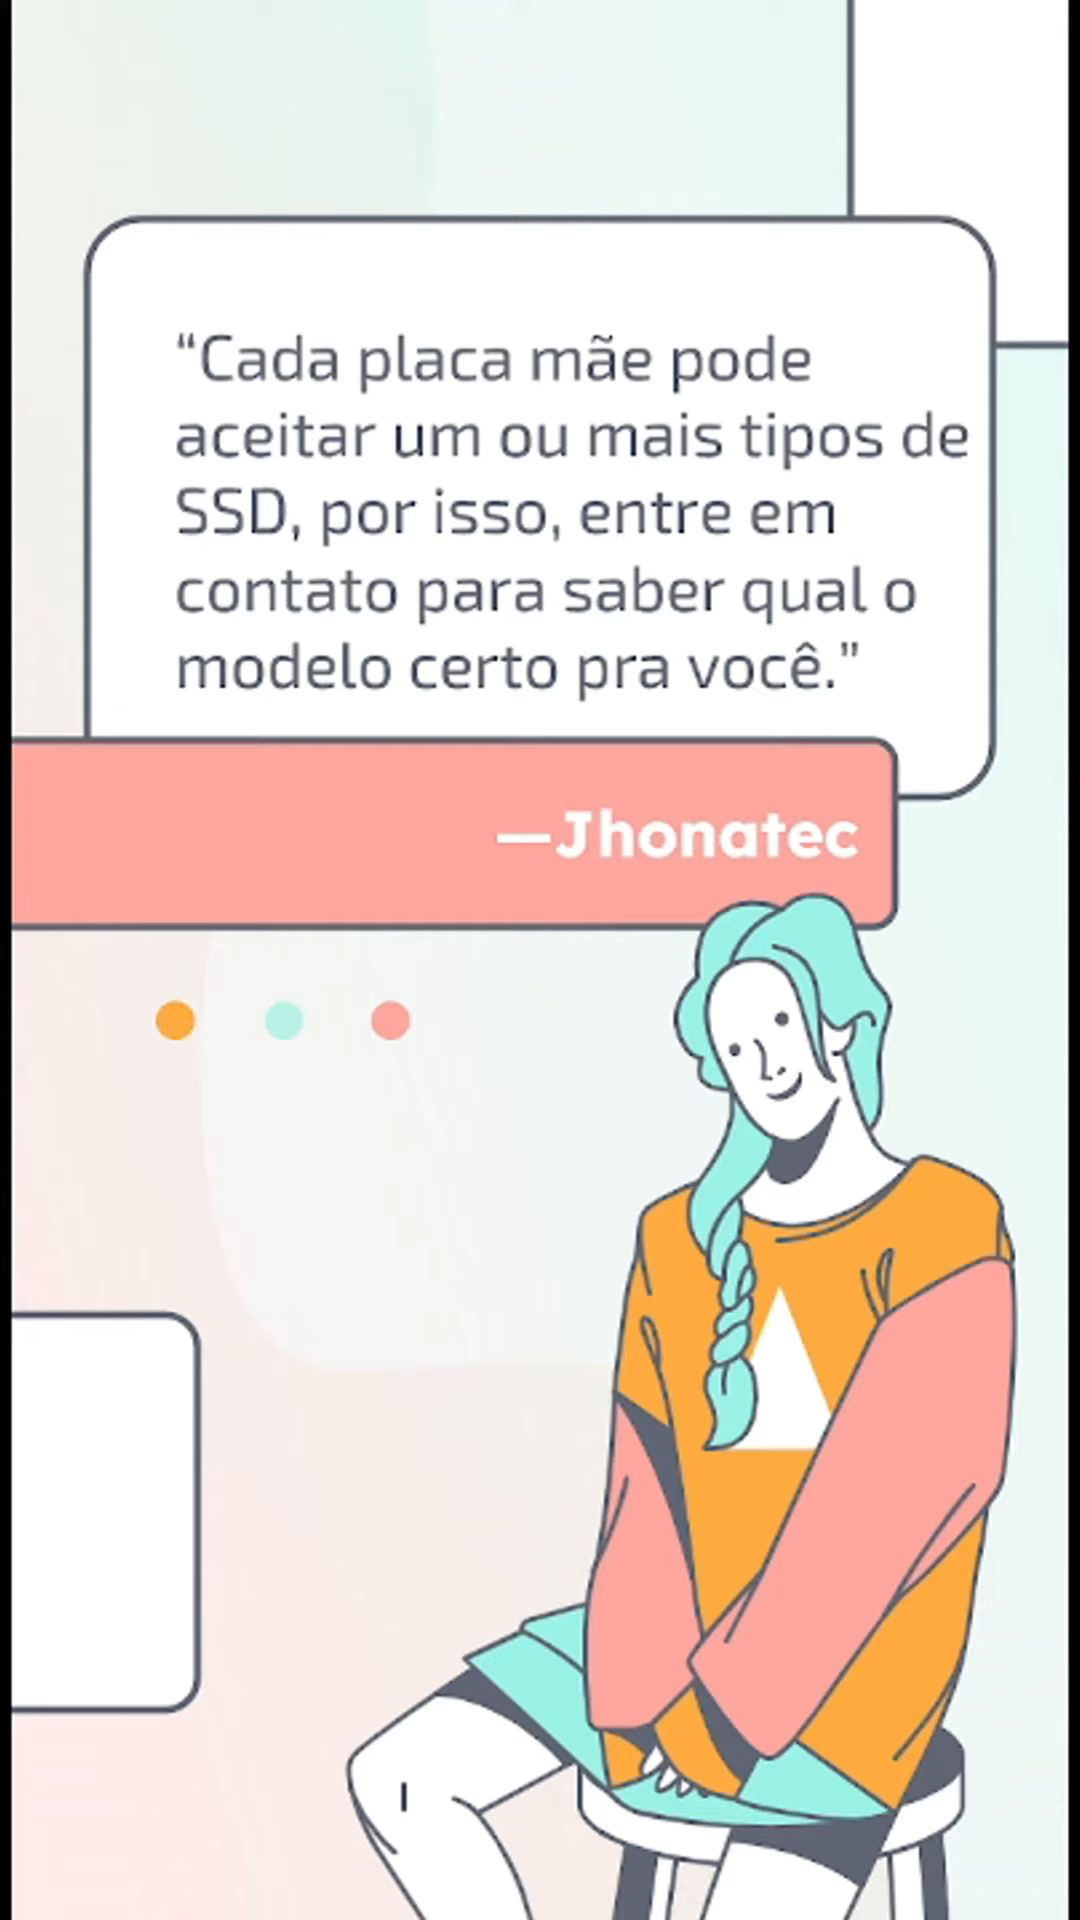 “Cada placa mãe pode
aceitar um ou mais tipos de
SSD, por isso, entre em
contato para saber qual o
modelo certo pra você.”
—Jhonatec